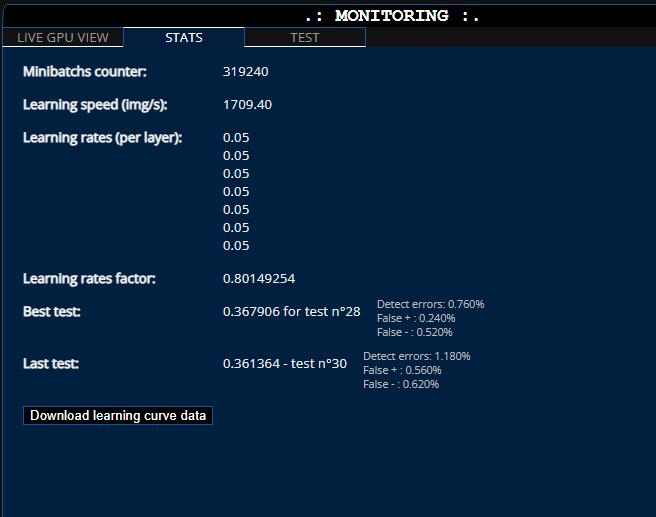 .: MONITORING :.
LIVE GPU VIEW STATS TEST
Minibatchs counter: 319240
Learning speed (img/s): 1709.40
Learning rates (per layer): 0.05
0.05
0.05
0.05
0.05
0.05
0.05
Learning rates factor: 0.80149254
Best test: 0.367906 for test n°28
Detect errors: 0.760%
False + : 0.240%
False - : 0.520%
Last test: 0.361364 - test n°30
Detect errors: 1.180%
False + : 0.560%
False - : 0.620%
Download learning curve data